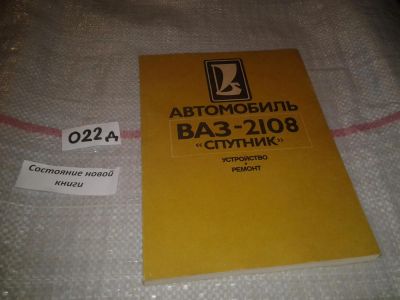 АВТОМОБИЛЬ
ВАЗ-2108
«СПУТНИК»
УСТРОЙСТВО
РЕМОНТ
022д
Состояние новой
книги